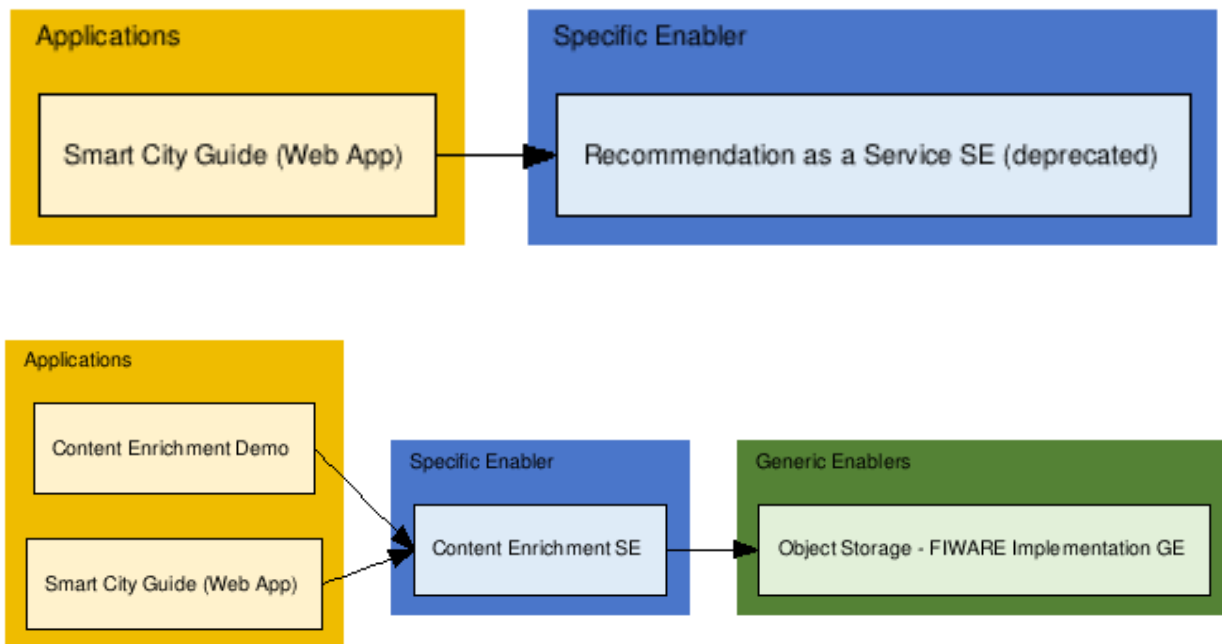 Applications
Specific Enabler
Smart City Guide (Web App)
Recommendation as a Service SE (deprecated)
Applications
Content Enrichment Demo
Smart City Guide (Web App)
Specific Enabler
Content Enrichment SE
Generic Enablers
Object Storage - FIWARE Implementation GE